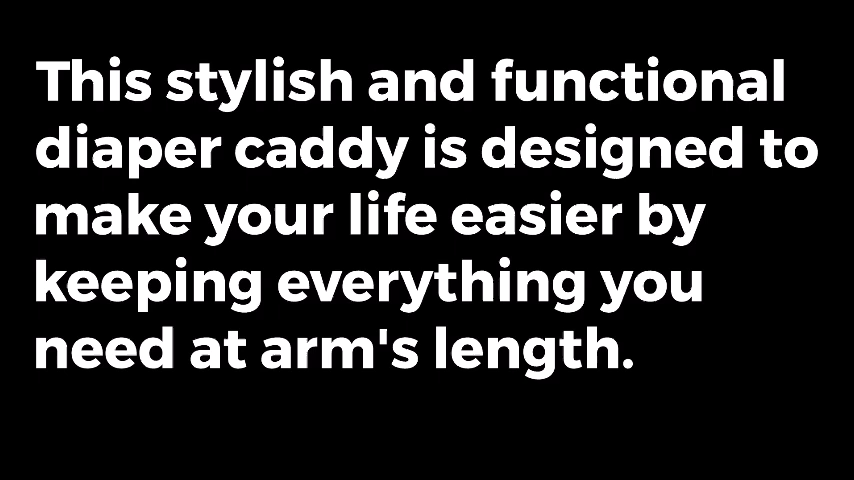 This stylish and functional
diaper caddy is designed to
make your life easier by
keeping everything you
need at arm's length.